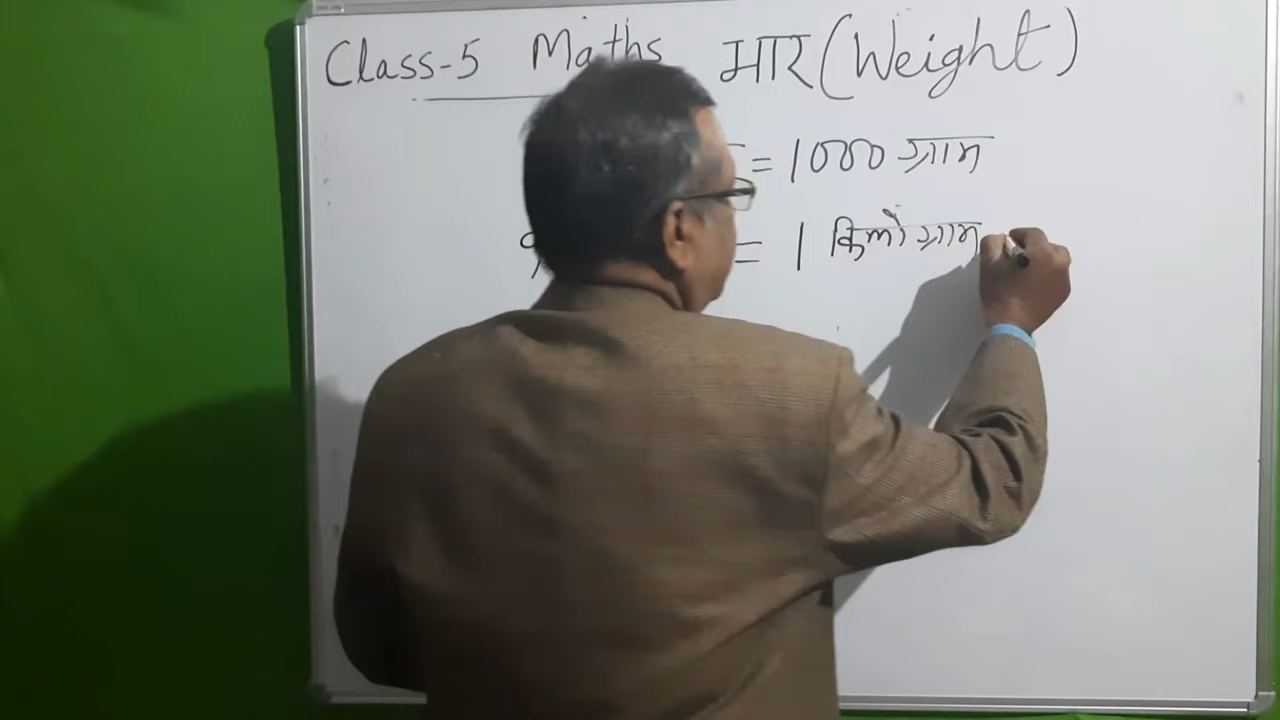 Class-5 Maths भार (Weight)
= 1000 ग्राम
= 1 किलो ग्राम